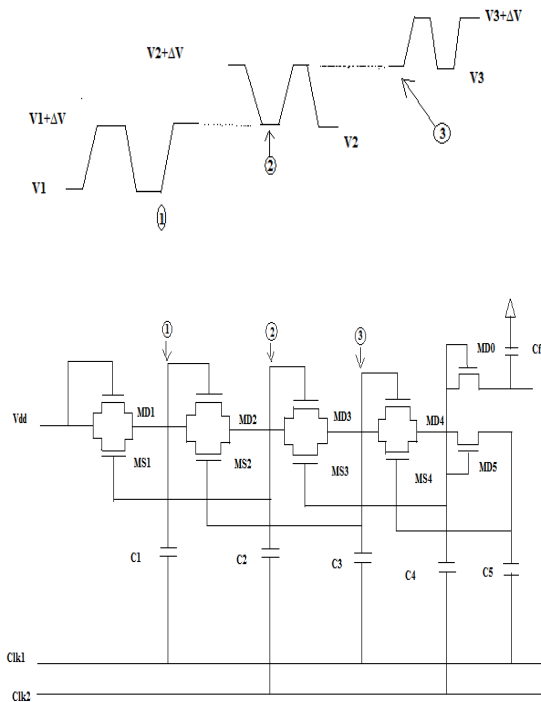 V3+ΔV
V2+ΔV
V3
V1+ΔV
3
2
V2
V1
1
1
2
3
MD0
Cf
Vdd
MD1
MD2
MD3
MD4
MS1
MS2
MS3
MS4
MD5
C1
C2
C3
C4
C5
Clk1
Clk2